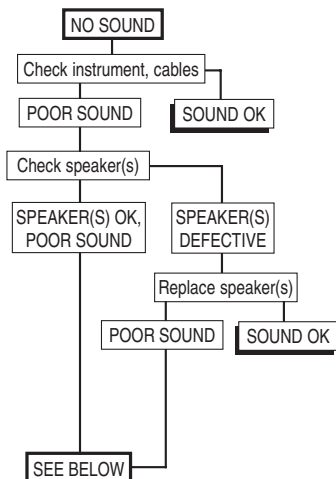 NO SOUND
Check instrument, cables
POOR SOUND
SOUND OK
Check speaker(s)
SPEAKER(S) OK,
POOR SOUND
SPEAKER(S)
DEFECTIVE
Replace speaker(s)
POOR SOUND
SOUND OK
SEE BELOW